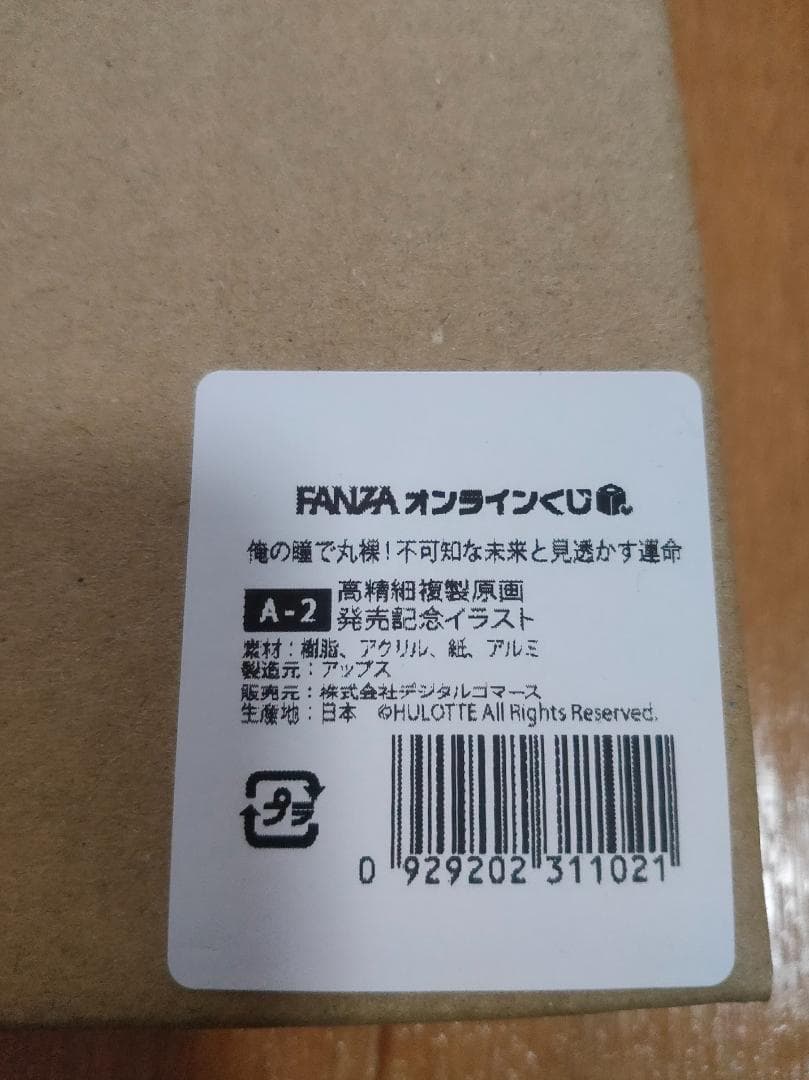 FANZA オンラインくじ
俺の瞳で丸裸!不可知な未来と見透かす運命
A-2 高精細複製原画
発売記念イラスト
素材:樹脂、アクリル、紙、アルミ
製造元:アップス
販売元:株式会社デジタルコマース
生産地:日本 ©HULOTTE All Rights Reserved.
プラ
0 929202 311021